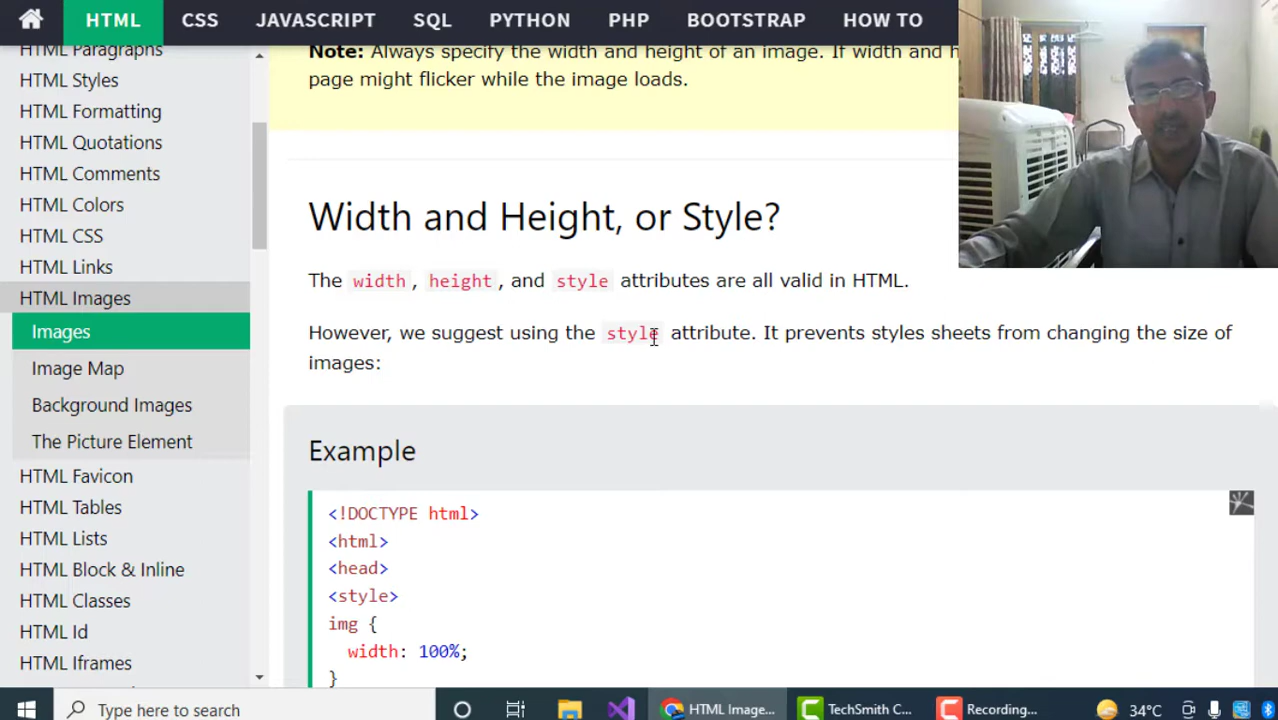 HTML CSS JAVASCRIPT SQL PYTHON PHP BOOTSTRAP HOW TO
HTML Paragraphs
HTML Styles
HTML Formatting
HTML Quotations
HTML Comments
HTML Colors
HTML CSS
HTML Links
HTML Images
Images
Image Map
Background Images
The Picture Element
HTML Favicon
HTML Tables
HTML Lists
HTML Block & Inline
HTML Classes
HTML Id
HTML Iframes
Note: Always specify the width and height of an image. If width and h
page might flicker while the image loads.
Width and Height, or Style?
The width, height, and style attributes are all valid in HTML.
However, we suggest using the style attribute. It prevents styles sheets from changing the size of
images:
Example
<!DOCTYPE html>
<html>
<head>
<style>
img {
width: 100%;
}
Type here to search
HTML Image...
TechSmith C...
Recording...
34°C